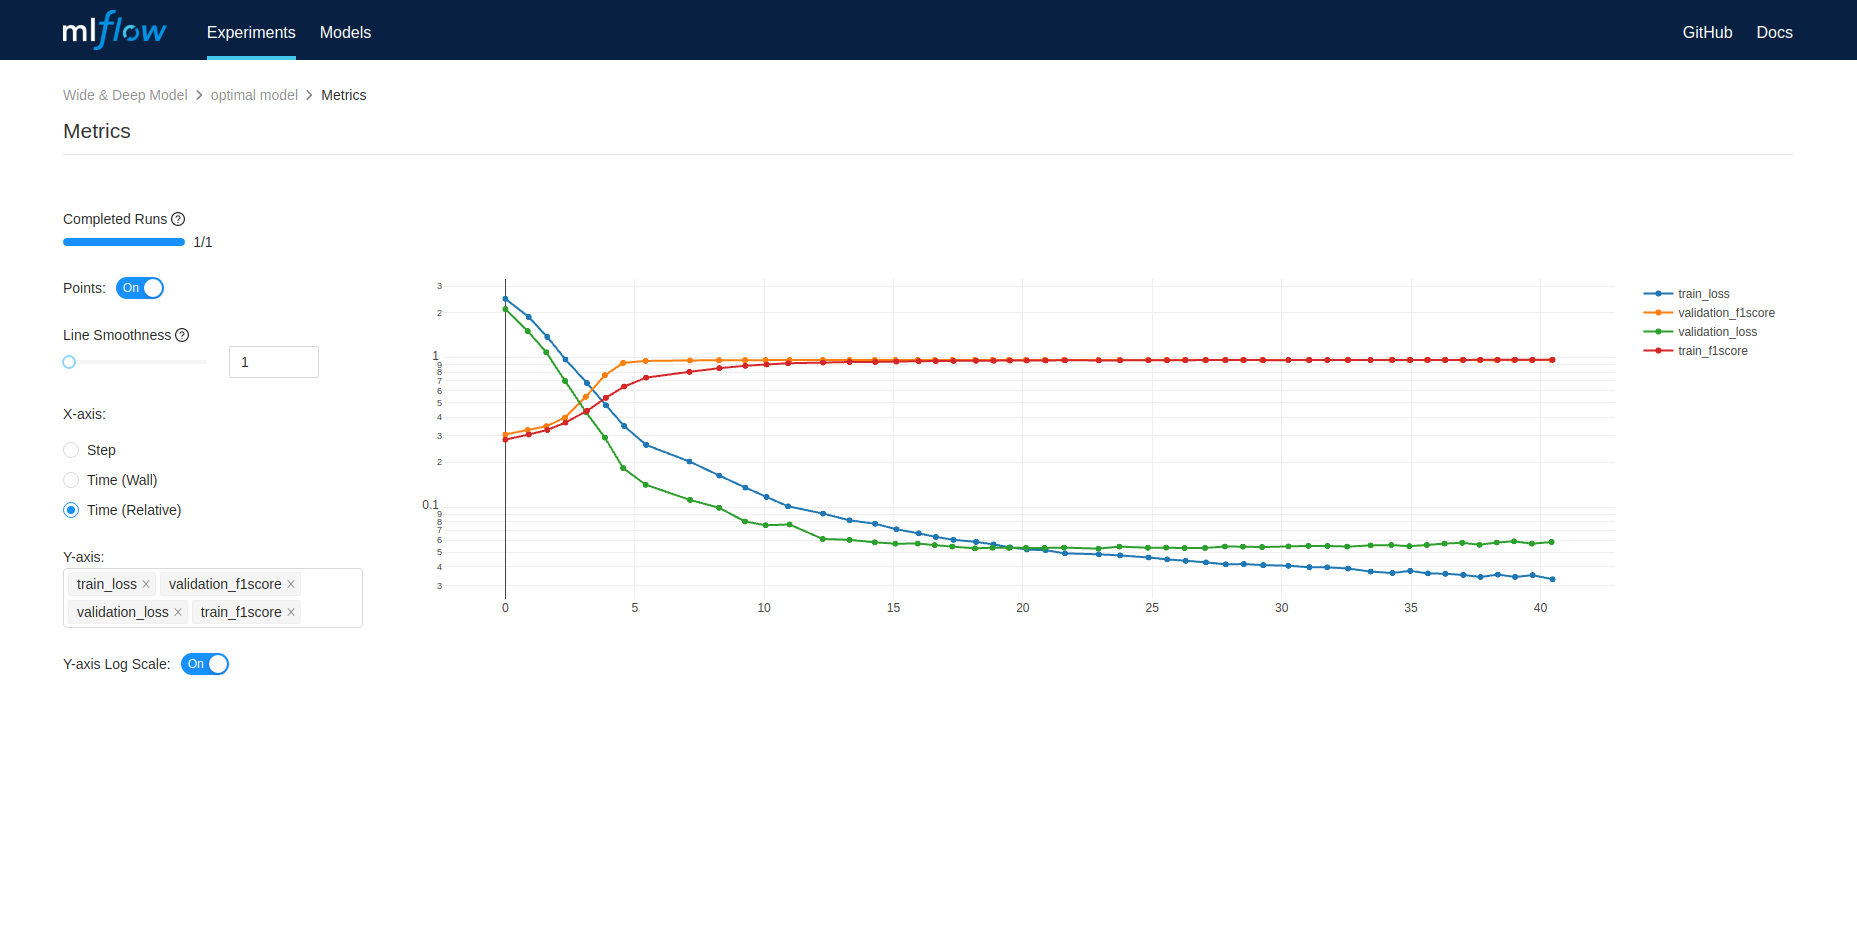 mlflow Experiments Models GitHub Docs
Wide & Deep Model > optimal model > Metrics
Metrics
Completed Runs ?
1/1
Points: On
Line Smoothness ?
1
X-axis:
Step
Time (Wall)
Time (Relative)
Y-axis:
train_loss × validation_f1score ×
validation_loss × train_f1score ×
Y-axis Log Scale: On
3
2
1
9
8
7
6
5
4
3
2
0.1
9
8
7
6
5
4
3
0 5 10 15 20 25 30 35 40
train_loss
validation_f1score
validation_loss
train_f1score